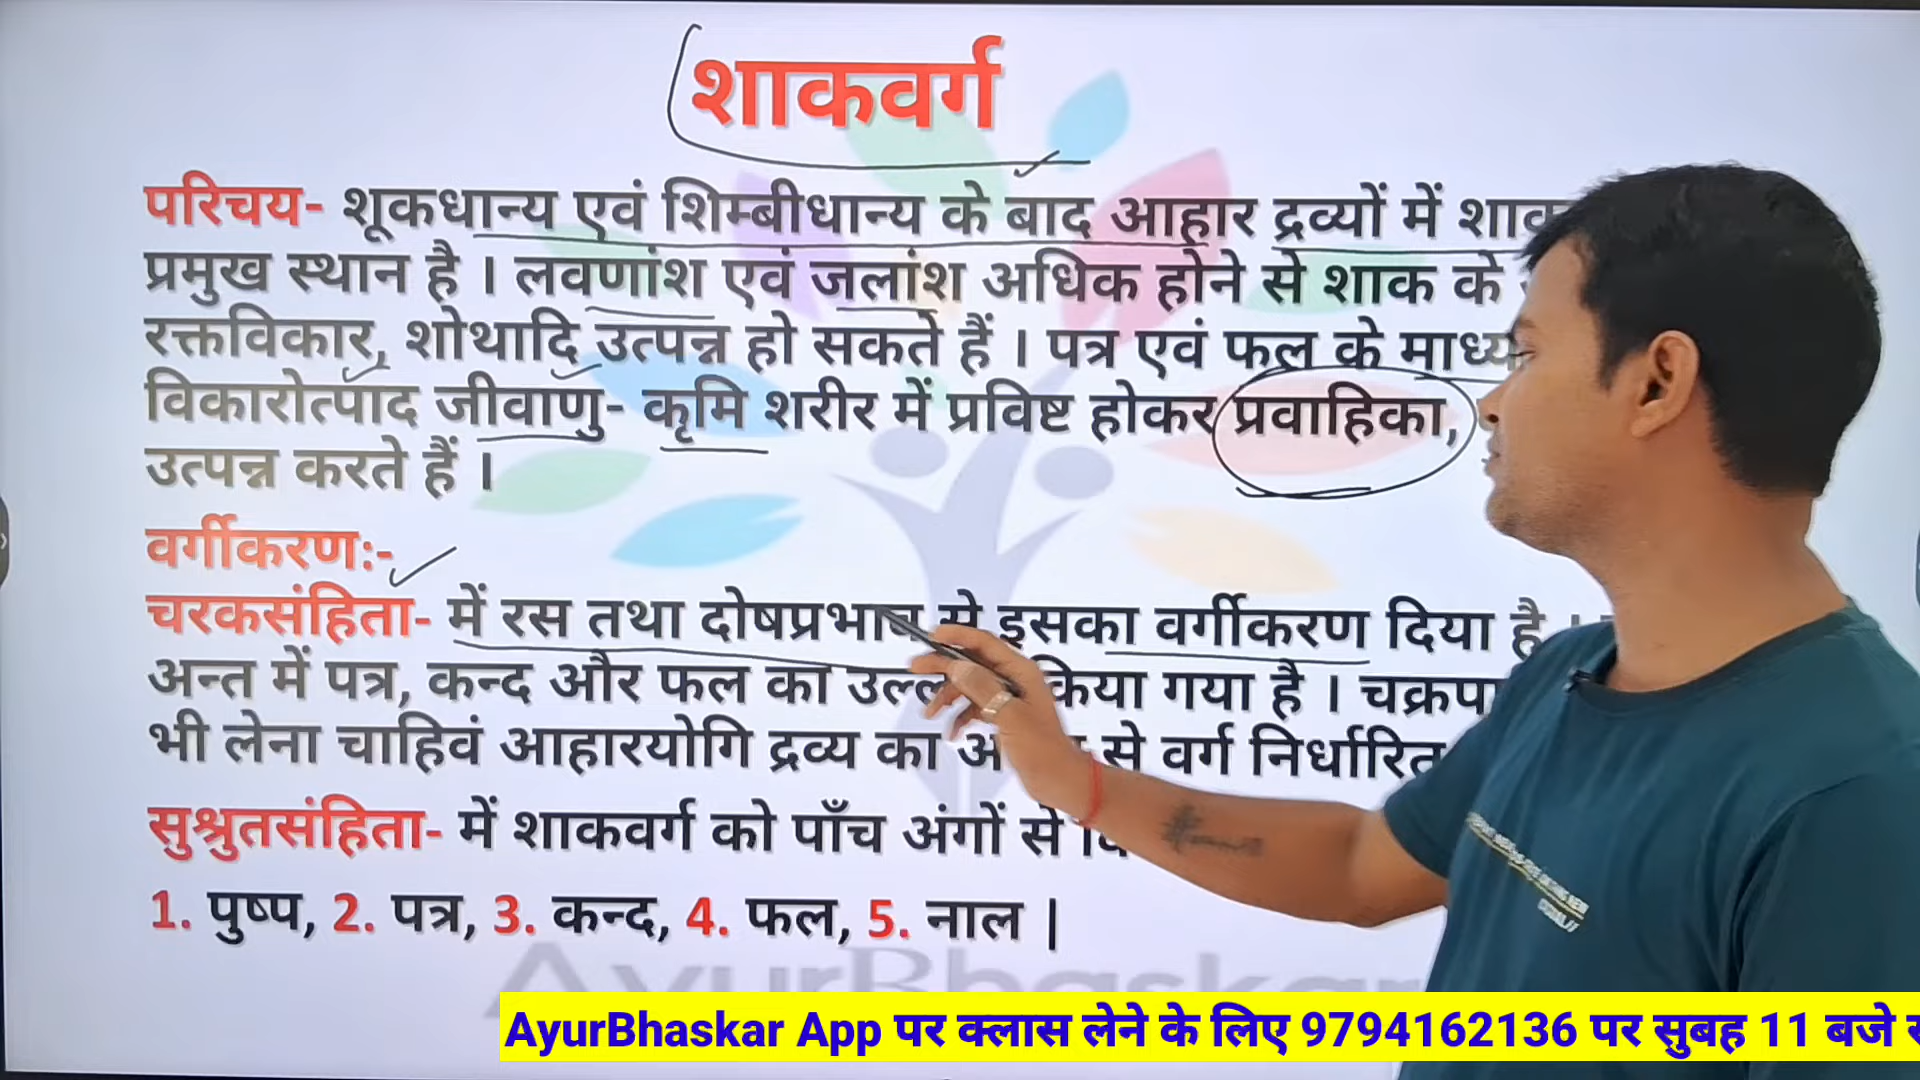 शाकवर्ग
परिचय- शूकधान्य एवं शिम्बीधान्य के बाद आहार द्रव्यों में
प्रमुख स्थान है । लवणांश एवं जलांश अधिक होने से शाक के
रक्तविकार, शोथादि उत्पन्न हो सकते हैं । पत्र एवं फल के
विकारोत्पाद जीवाणु- कृमि शरीर में प्रविष्ट होकर प्रवाहिका,
उत्पन्न करते हैं ।
वर्गीकरण:-
चरकसंहिता- में रस तथा दोषप्रभाव से इसका वर्गीकरण दिया है ।
अन्त में पत्र, कन्द और फल का किया गया है ।
भी लेना चाहिवं आहारयोगि द्रव्य का से वर्ग निर्धारित
सुश्रुतसंहिता- में शाकवर्ग को पाँच अंगों से
1. पुष्प, 2. पत्र, 3. कन्द, 4. फल, 5. नाल |
AyurBhaskar
AyurBhaskar App पर क्लास लेने के लिए 9794162136 पर सुबह 11 बजे